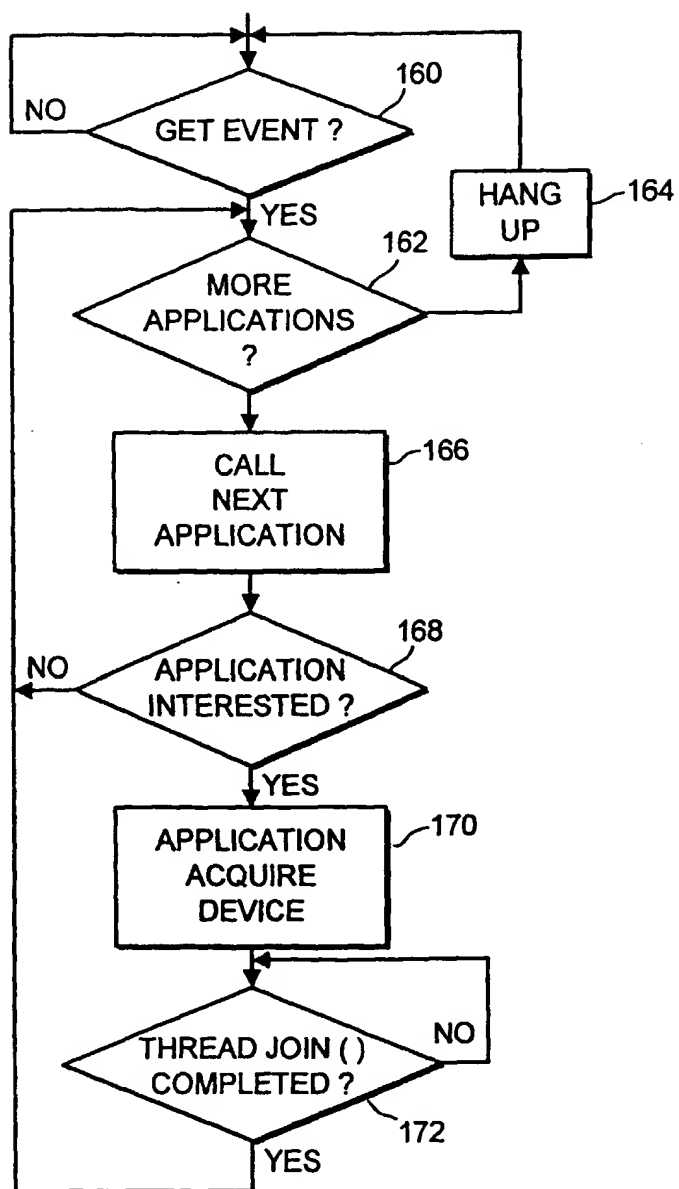 160
NO
GET EVENT ?
YES
HANG
UP
164
162
MORE
APPLICATIONS
?
CALL
NEXT
APPLICATION
166
168
NO
APPLICATION
INTERESTED ?
YES
APPLICATION
ACQUIRE
DEVICE
170
NO
THREAD JOIN ( )
COMPLETED ?
172
YES